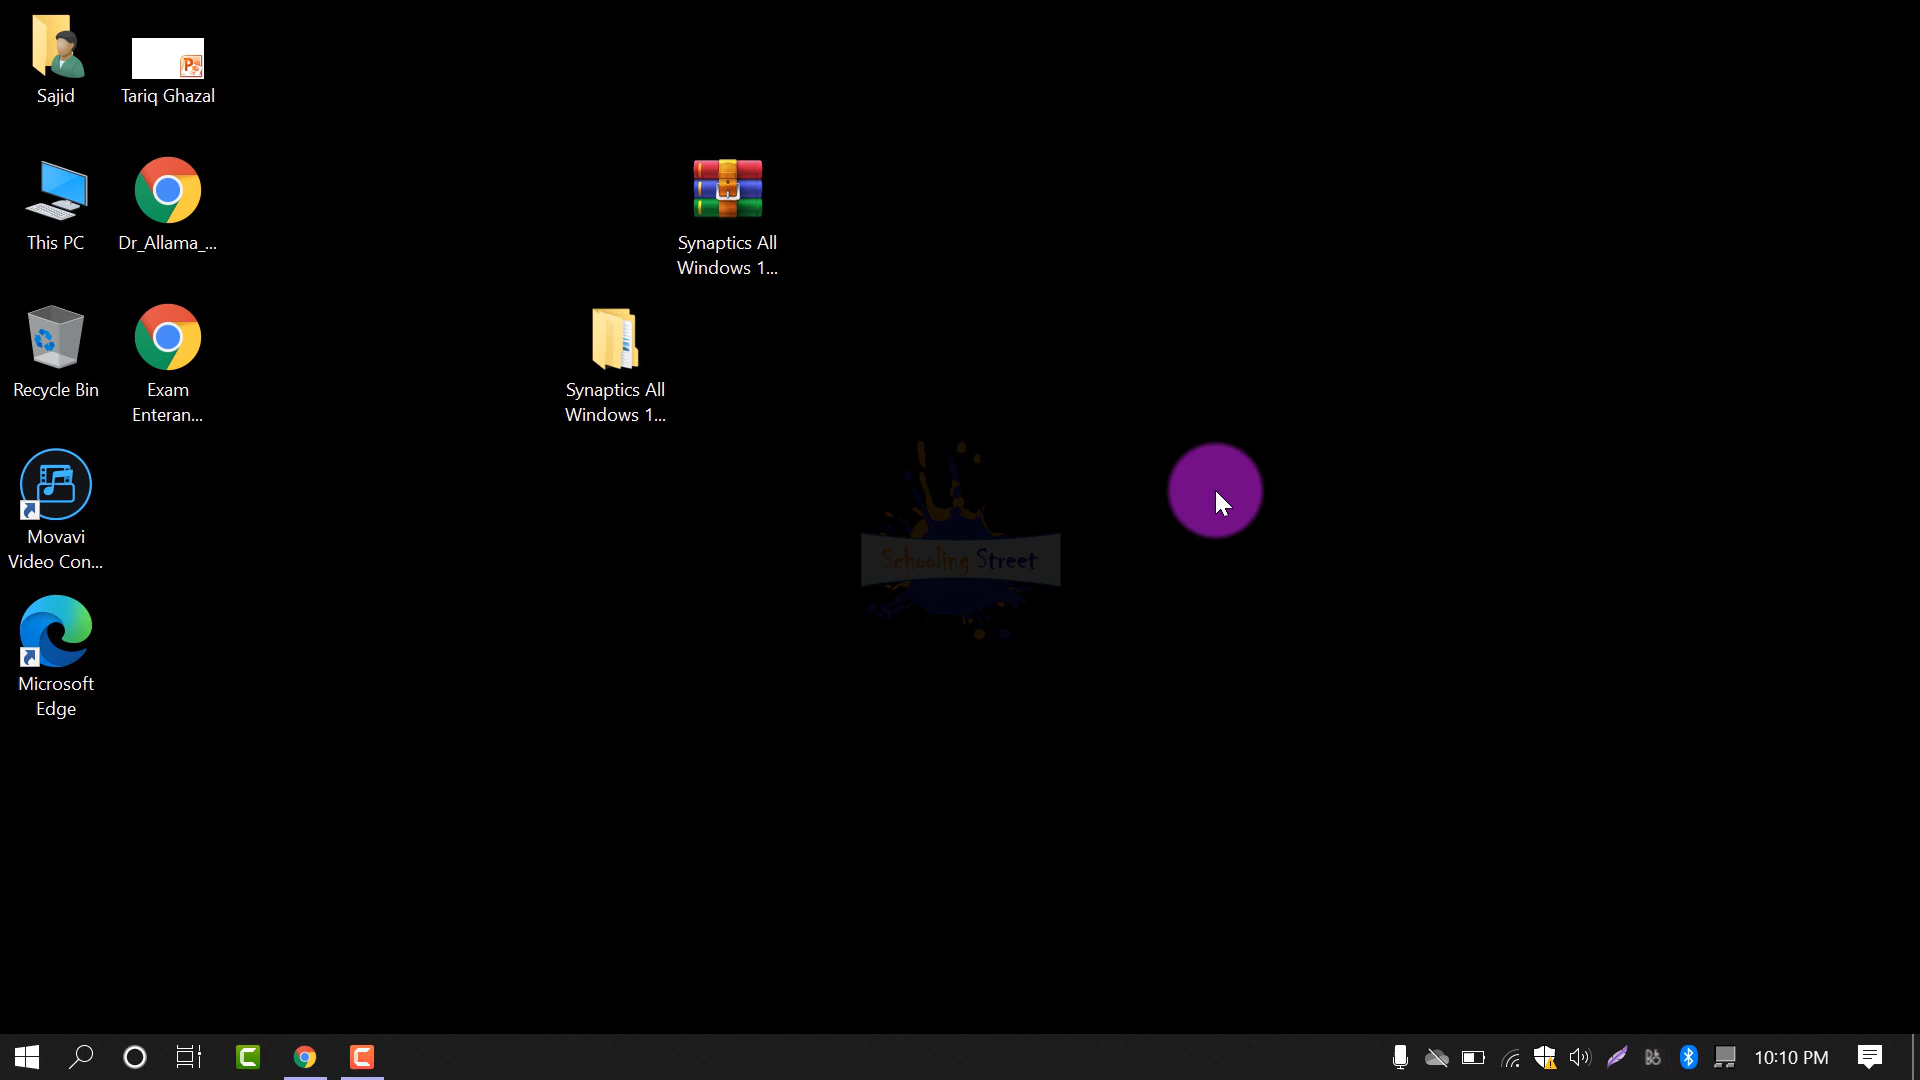 Sajid
Tariq Ghazal
This PC
Dr_Allama_...
Synaptics All
Windows 1...
Recycle Bin
Exam
Enteran...
Synaptics All
Windows 1...
Movavi
Video Con...
Schooling Street
Microsoft
Edge
10:10 PM